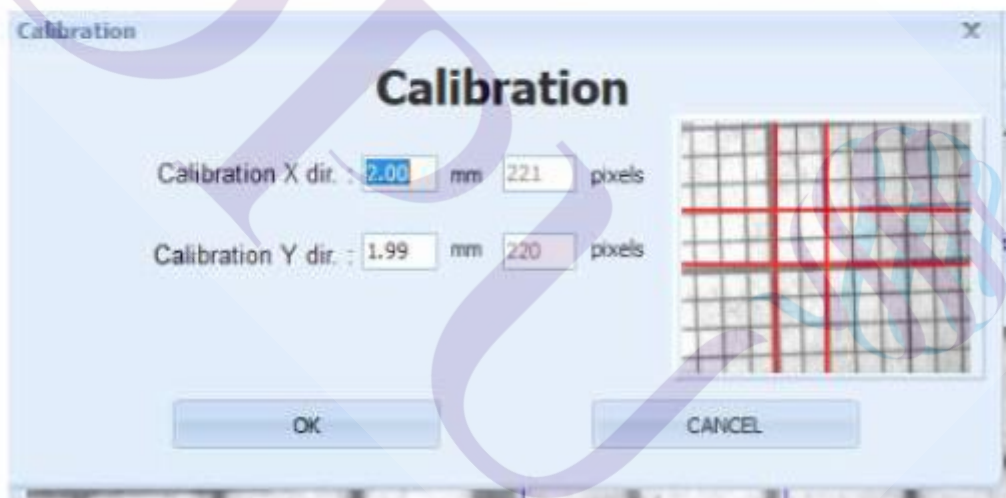 Calibration
X
Calibration
Calibration X dir. : 2.00 mm 221 pixels
Calibration Y dir. : 1.99 mm 220 pixels
OK CANCEL